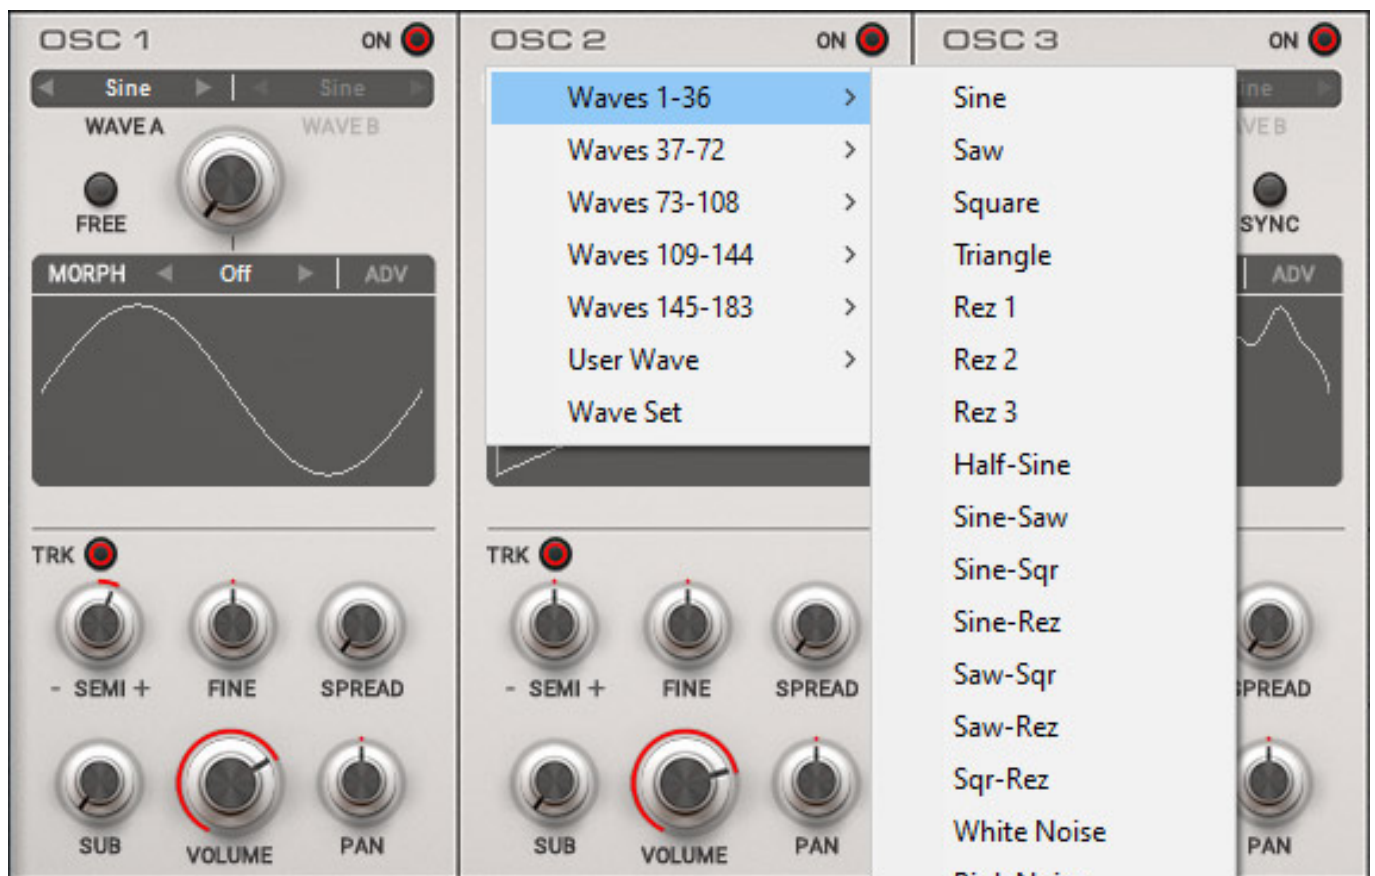 OSC 1
ON
Sine
Sine
WAVE A
WAVE B
FREE
MORPH
Off
ADV
TRK
- SEMI +
FINE
SPREAD
SUB
VOLUME
PAN
OSC 2
ON
Waves 1-36
Waves 37-72
Waves 73-108
Waves 109-144
Waves 145-183
User Wave
Wave Set
TRK
- SEMI +
FINE
SPREAD
SUB
VOLUME
PAN
Sine
Saw
Square
Triangle
Rez 1
Rez 2
Rez 3
Half-Sine
Sine-Saw
Sine-Sqr
Sine-Rez
Saw-Sqr
Saw-Rez
Sqr-Rez
White Noise
OSC 3
ON
ine
VE B
SYNC
ADV
PREAD
PAN